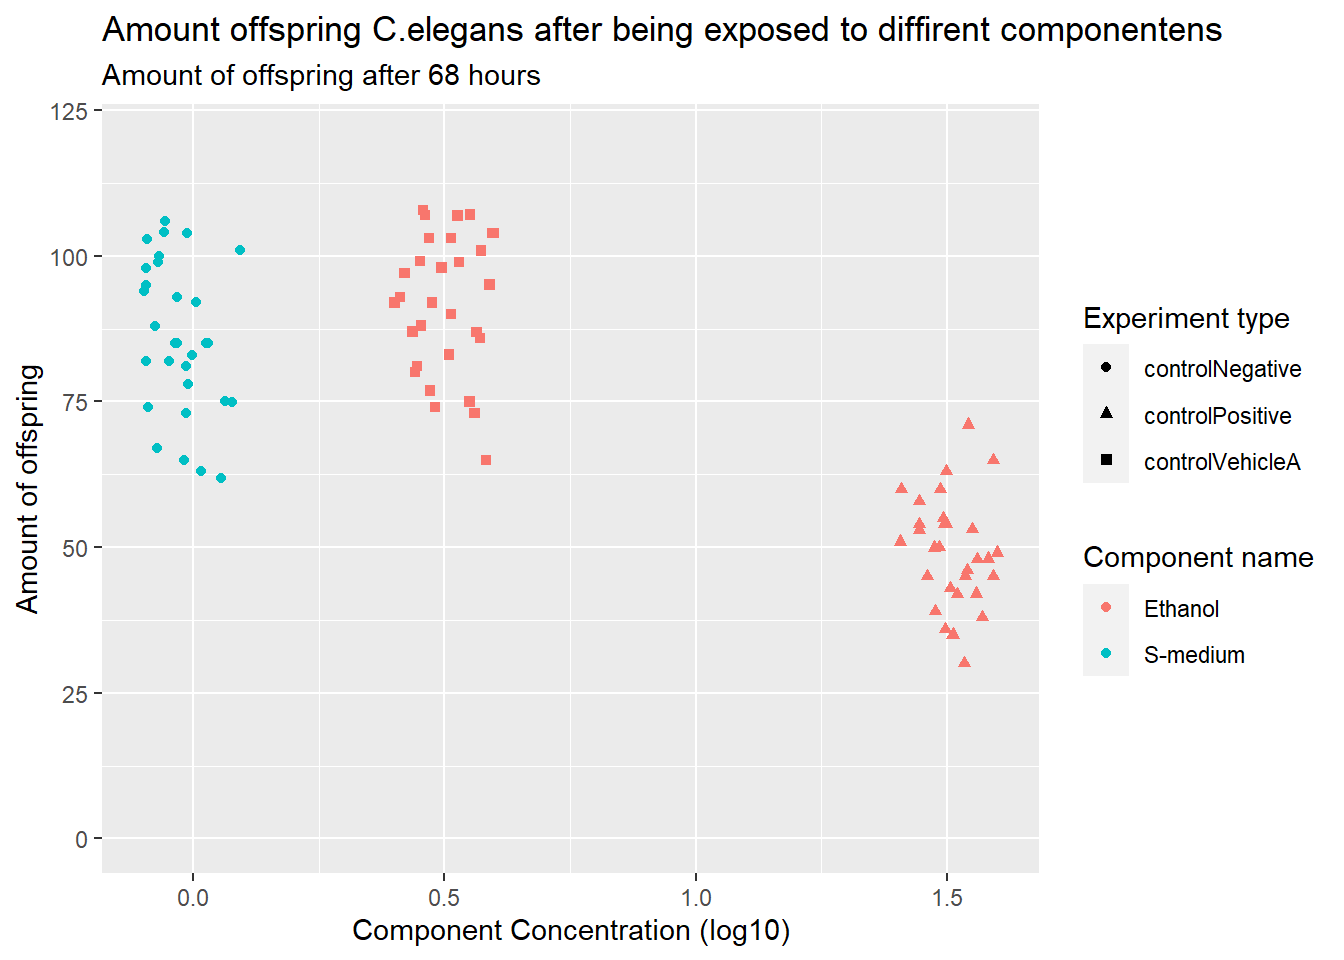 Amount offspring C.elegans after being exposed to diffirent componentens
Amount of offspring after 68 hours
Amount of offspring
125
100
75
50
25
0
0.0 0.5 1.0 1.5
Component Concentration (log10)
Experiment type
controlNegative
controlPositive
controlVehicleA
Component name
Ethanol
S-medium